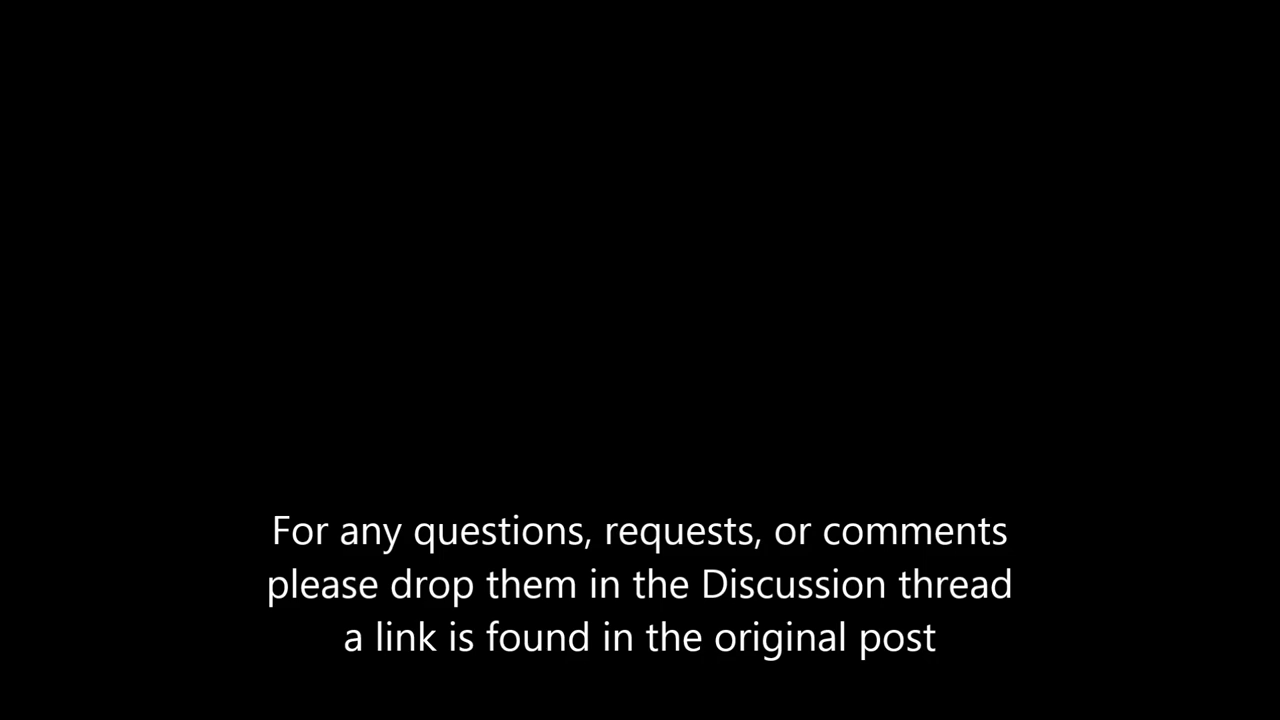 For any questions, requests, or comments
please drop them in the Discussion thread
a link is found in the original post